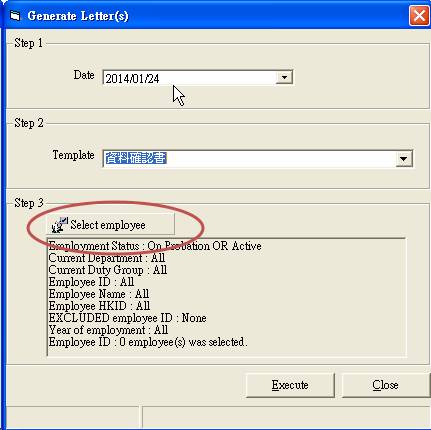 Generate Letter(s)
Step 1
Date
2014/01/24
Step 2
Template
資料確認書
Step 3
Select employee
Employment Status : On Probation OR Active
Current Department : All
Current Duty Group : All
Employee ID : All
Employee Name : All
Employee HKID : All
EXCLUDED employee ID : None
Year of employment : All
Employee ID : 0 employee(s) was selected.
Execute
Close